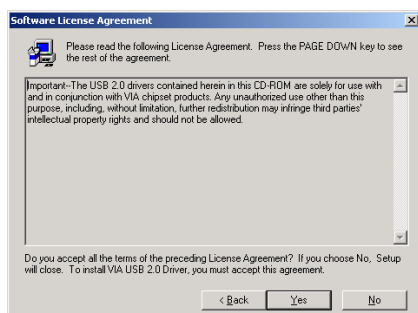 Software License Agreement
Please read the following License Agreement. Press the PAGE DOWN key to see
the rest of the agreement.
Important--The USB 2.0 drivers contained herein in this CD-ROM are solely for use with
and in conjunction with VIA chipset products. Any unauthorized use other than this
purpose, including, without limitation, further redistribution may infringe third parties'
intellectual property rights and should not be allowed.
Do you accept all the terms of the preceding License Agreement? If you choose No, Setup
will close. To install VIA USB 2.0 Driver, you must accept this agreement.
< Back Yes No